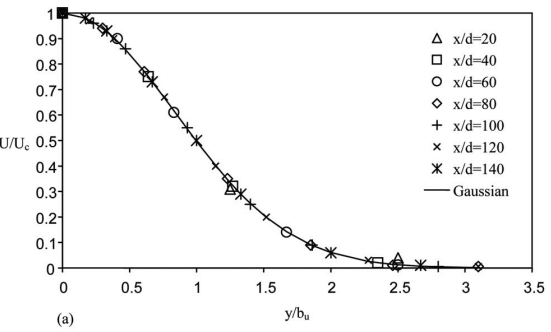 1
0.9
0.8
0.7
0.6
0.5
0.4
0.3
0.2
0.1
0
U/Uc
x/d=20
x/d=40
x/d=60
x/d=80
x/d=100
x/d=120
x/d=140
Gaussian
0 0.5 1 1.5 2 2.5 3 3.5
y/bu
(a)